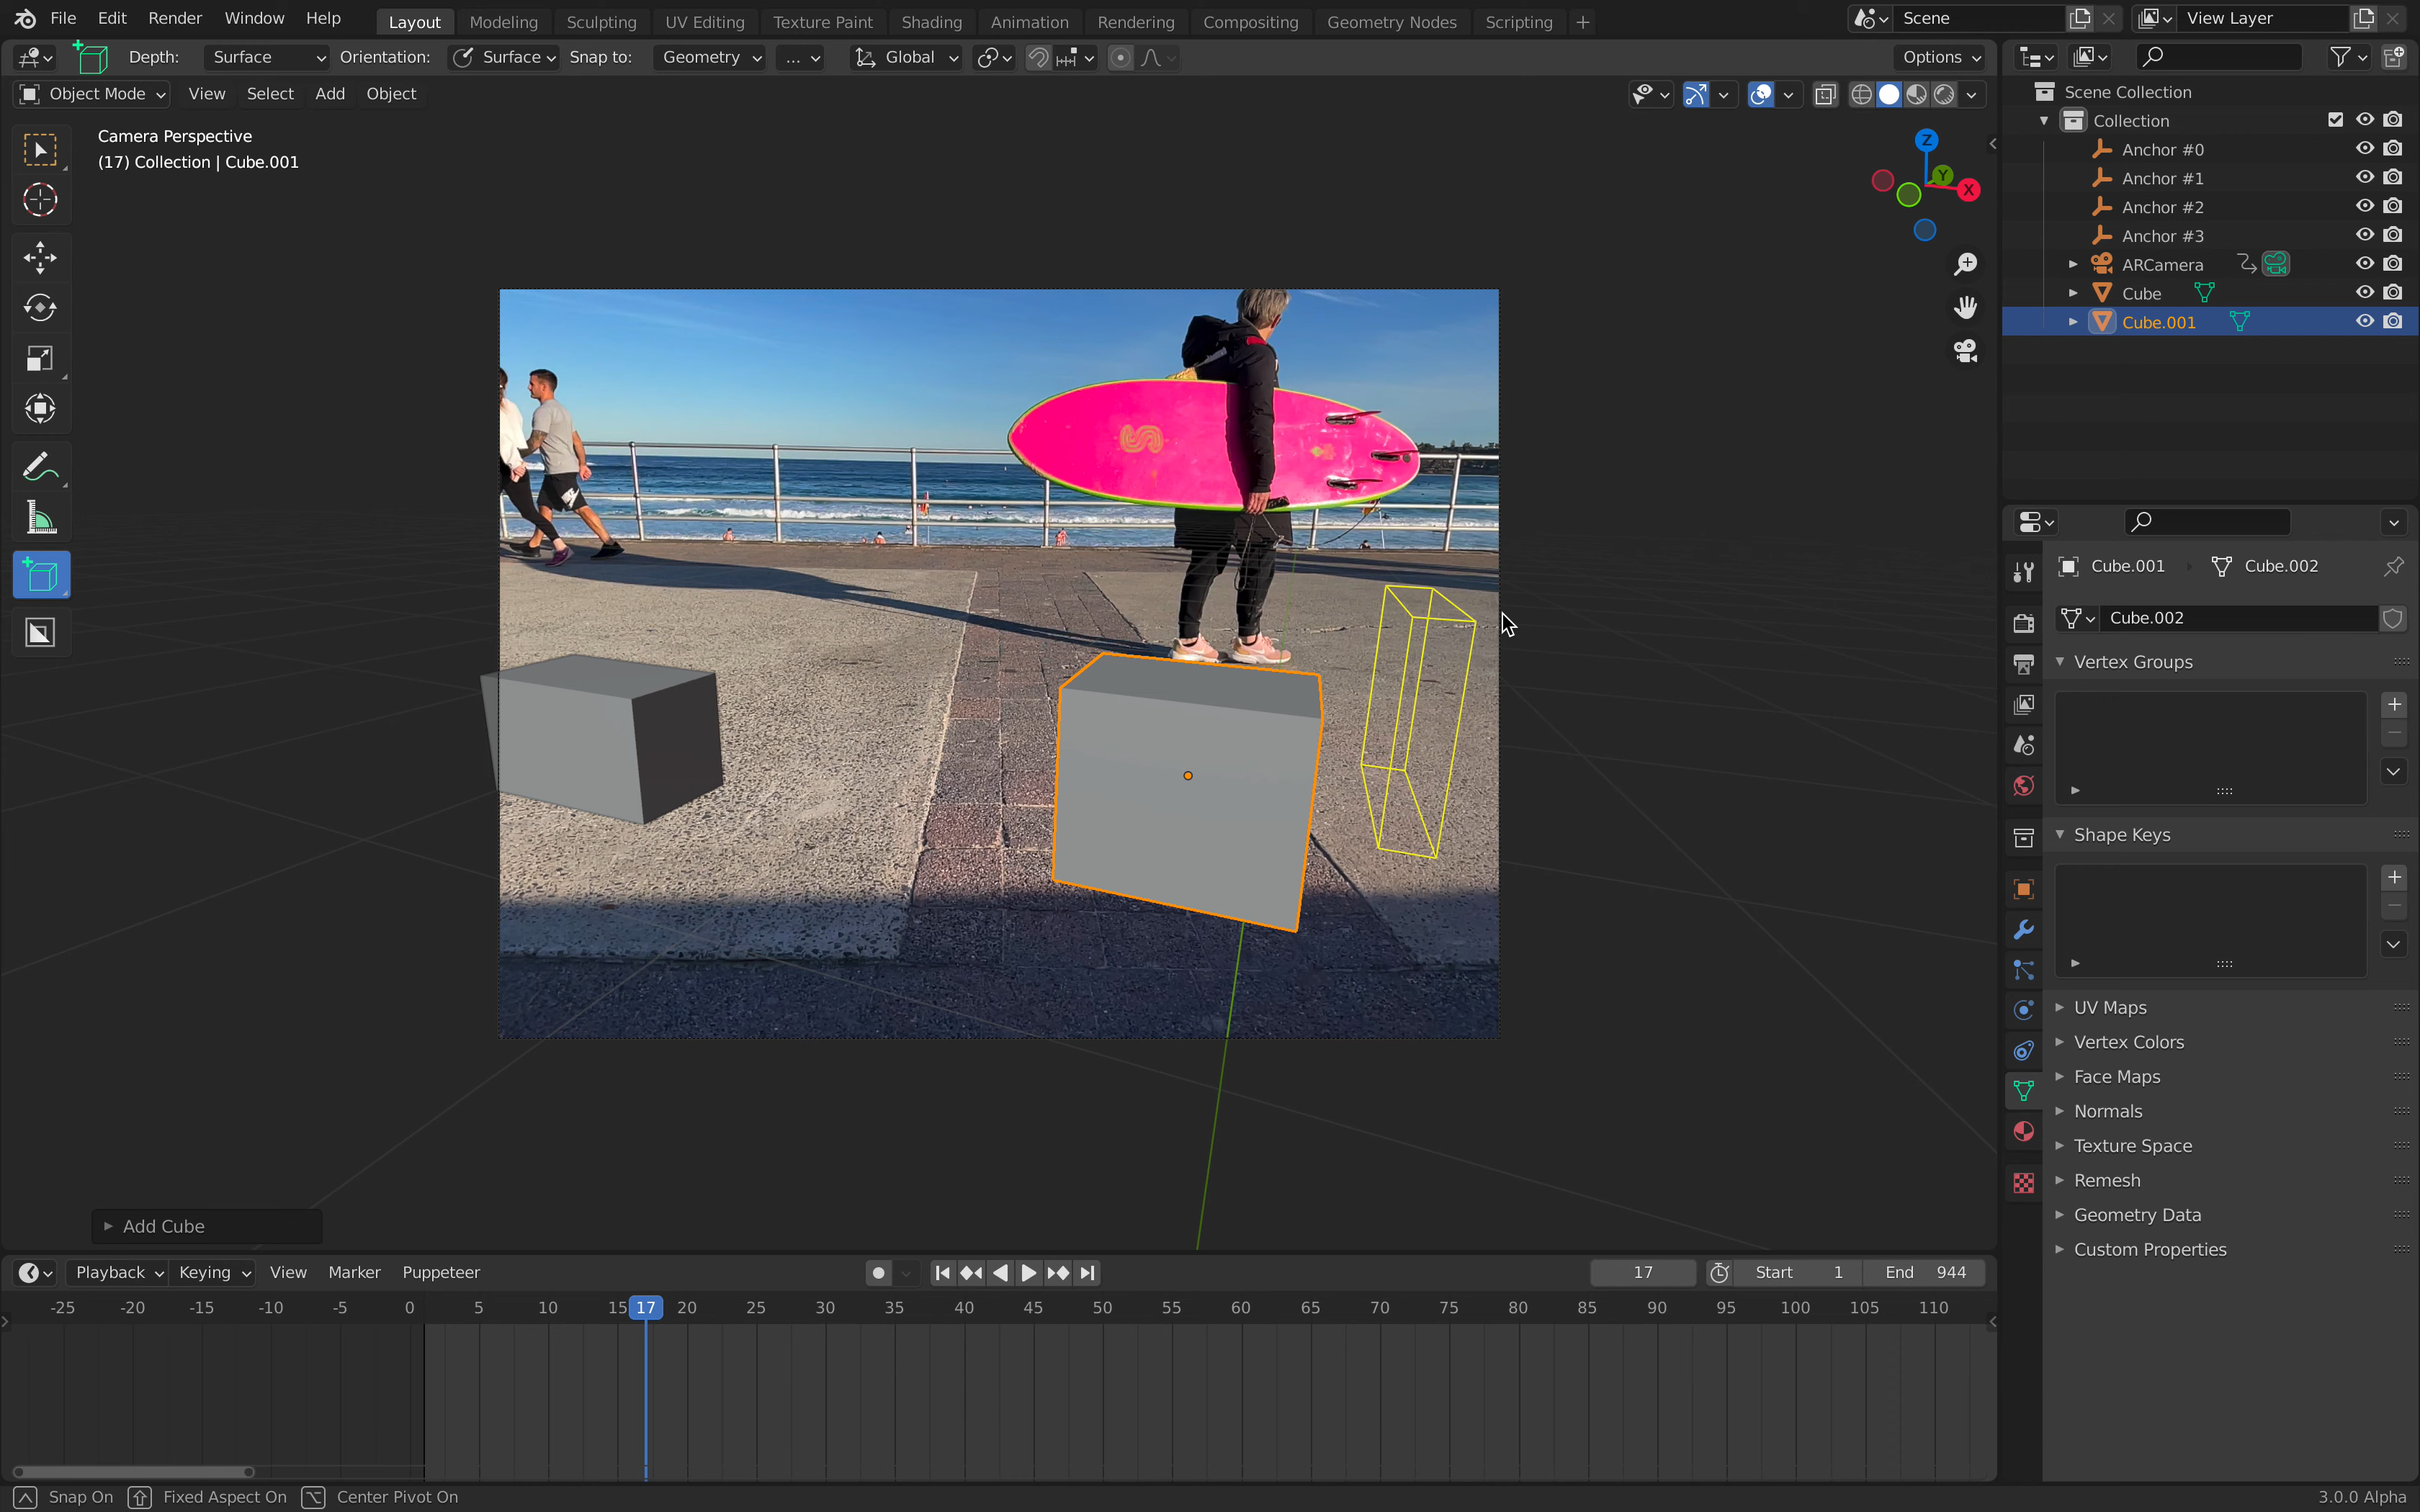 File Edit Render Window Help Layout Modeling Sculpting UV Editing Texture Paint Shading Animation Rendering Compositing Geometry Nodes Scripting + Scene View Layer
Depth: Surface Orientation: Surface Snap to: Geometry ... Global Options
Object Mode View Select Add Object
Camera Perspective
(17) Collection | Cube.001
Z
Y
X
Scene Collection
Collection
Anchor #0
Anchor #1
Anchor #2
Anchor #3
ARCamera
Cube
Cube.001
Cube.001 Cube.002
Cube.002
Vertex Groups
Shape Keys
UV Maps
Vertex Colors
Face Maps
Normals
Texture Space
Remesh
Geometry Data
Custom Properties
Add Cube
Playback Keying View Marker Puppeteer 17 Start 1 End 944
-25 -20 -15 -10 -5 0 5 10 15 17 20 25 30 35 40 45 50 55 60 65 70 75 80 85 90 95 100 105 110
Snap On Fixed Aspect On Center Pivot On 3.0.0 Alpha